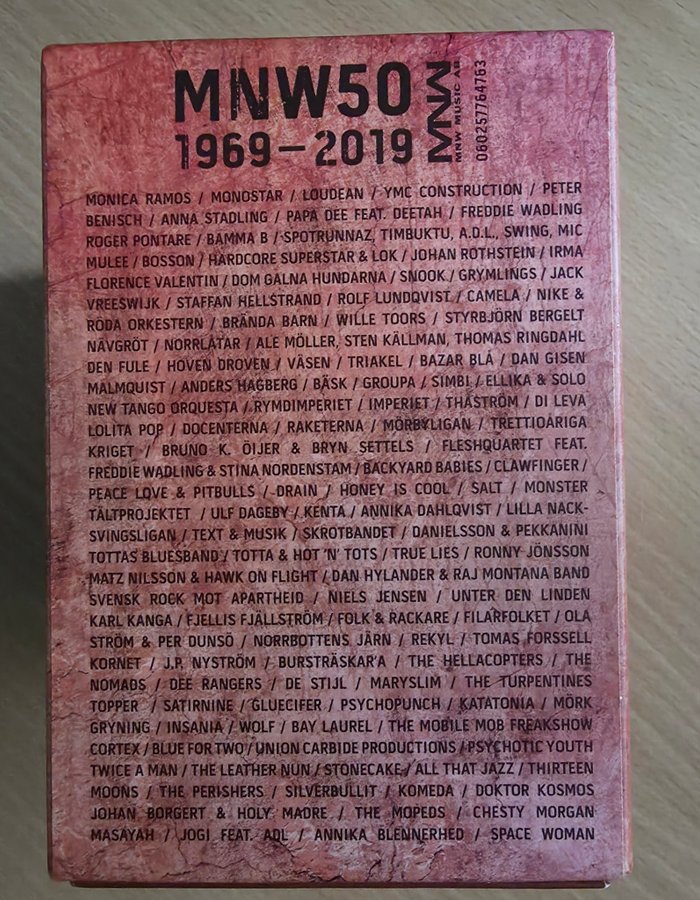 MNW50
1969–2019
MNW
MNW MUSIC AB
060257764763
MONICA RAMOS / MONOSTAR / LOUDEAN / YMC CONSTRUCTION / PETER
BENISCH / ANNA STADLING / PAPA DEE FEAT. DEETAH / FREDDIE WADLING
ROGER PONTARE / BAMMA B / SPOTRUNNAZ, TIMBUKTU, A.D.L., SWING, MIC
MULEE / BOSSON / HARDCORE SUPERSTAR & LOK / JOHAN ROTHSTEIN / IRMA
FLORENCE VALENTIN / DOM GALNA HUNDARNA / SNOOK / GRYMLINGS / JACK
VREESWIJK / STAFFAN HELLSTRAND / ROLF LUNDQVIST / CAMELA / NIKE &
RÖDA ORKESTERN / BRÄNDA BARN / WILLE TOORS / STYRBJÖRN BERGELT
NÄVGRÖT / NORRLÅTAR / ALE MÖLLER, STEN KÄLLMAN, THOMAS RINGDAHL
DEN FULE / HOVEN DROVEN / VÄSEN / TRIAKEL / BAZAR BLÅ / DAN GISEN
MALMQUIST / ANDERS HAGBERG / BÄSK / GROUPA / SIMBI / ELLIKA & SOLO
NEW TANGO ORQUESTA / RYMDIMPERIET / IMPERIET / THÅSTRÖM / DI LEVA
LOLITA POP / DOCENTERNA / RAKETERNA / MÖRBYLIGAN / TRETTIOÅRIGA
KRIGET / BRUNO K. ÖIJER & BRYN SETTELS / FLESHQUARTET FEAT.
FREDDIE WADLING & STINA NORDENSTAM / BACKYARD BABIES / CLAWFINGER /
PEACE LOVE & PITBULLS / DRAIN / HONEY IS COOL / SALT / MONSTER
TÄLTPROJEKTET / ULF DAGEBY / KENTA / ANNIKA DAHLQVIST / LILLA NACK-
SVINGSLIGAN / TEXT & MUSIK / SKROTBANDET / DANIELSSON & PEKKANINI
TOTTAS BLUESBAND / TOTTA & HOT 'N' TOTS / TRUE LIES / RONNY JÖNSSON
MATZ NILSSON & HAWK ON FLIGHT / DAN HYLANDER & RAJ MONTANA BAND
SVENSK ROCK MOT APARTHEID / NIELS JENSEN / UNTER DEN LINDEN
KARL KANGA / FJELLIS FJÄLLSTRÖM / FOLK & RACKARE / FILARFOLKET / OLA
STRÖM & PER DUNSÖ / NORRBOTTENS JÄRN / REKYL / TOMAS FORSSELL
KORNET / J.P. NYSTRÖM / BURSTRÄSKAR'A / THE HELLACOPTERS / THE
NOMADS / DEE RANGERS / DE STIJL / MARYSLIM / THE TURPENTINES
TOPPER / SATIRNINE / GLUECIFER / PSYCHOPUNCH / KATATONIA / MÖRK
GRYNING / INSANIA / WOLF / BAY LAUREL / THE MOBILE MOB FREAKSHOW
CORTEX / BLUE FOR TWO / UNION CARBIDE PRODUCTIONS / PSYCHOTIC YOUTH
TWICE A MAN / THE LEATHER NUN / STONECAKE / ALL THAT JAZZ / THIRTEEN
MOONS / THE PERISHERS / SILVERBULLIT / KOMEDA / DOKTOR KOSMOS
JOHAN BORGERT & HOLY MADRE / THE MOPEDS / CHESTY MORGAN
MASAYAH / JOGI FEAT. ADL / ANNIKA BLENNERHED / SPACE WOMAN